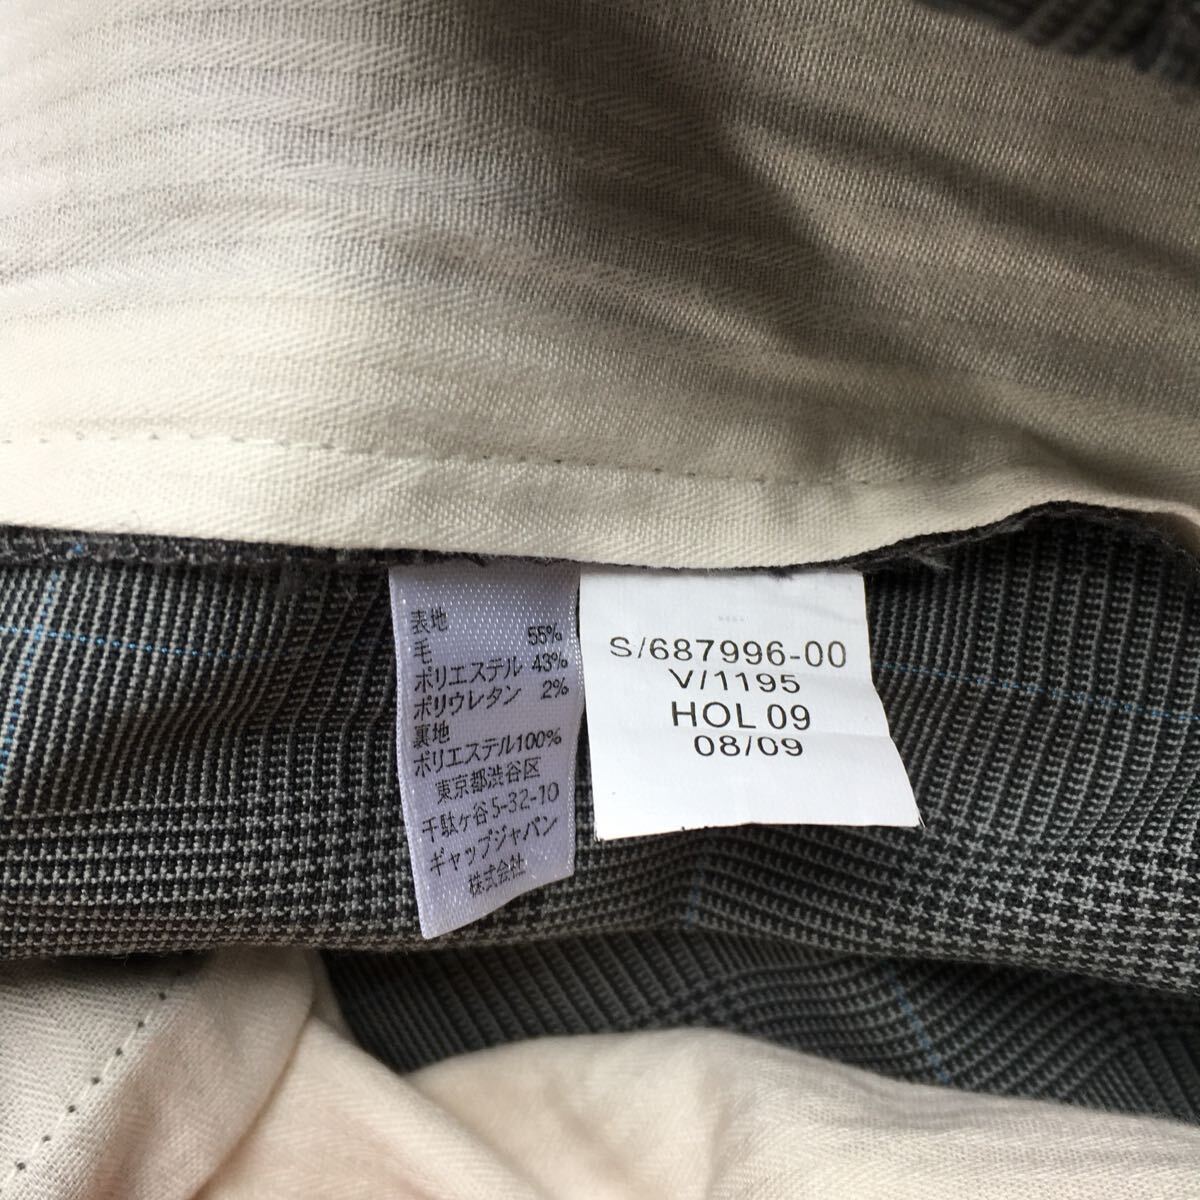 表地
毛 55%
ポリエステル 43%
ポリウレタン 2%
裏地
ポリエステル100%
東京都渋谷区
千駄ヶ谷5-32-10
ギャップジャパン
株式会社
S/687996-00
V/1195
HOL 09
08/09